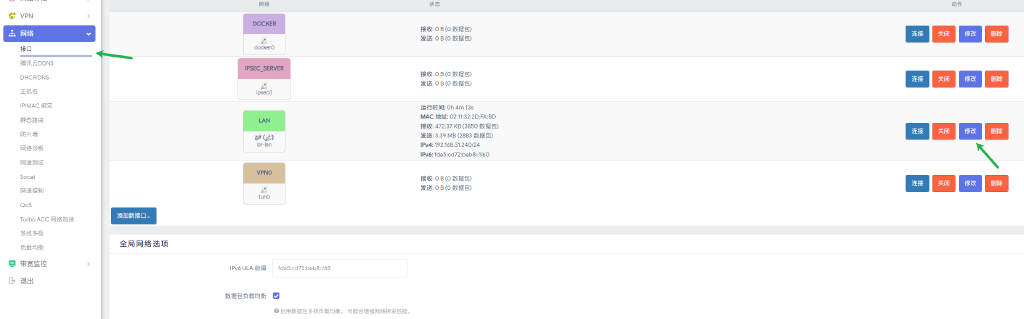 VPN
网络
接口
腾讯云DDNS
DHCP/DNS
主机名
IP/MAC 绑定
静态路由
防火墙
网络诊断
网速测试
Socat
网速控制
QoS
Turbo ACC 网络加速
多线多拨
负载均衡
带宽监控
退出
网络 状态 动作
DOCKER
docker0
接收: 0 B (0 数据包)
发送: 0 B (0 数据包)
连接 关闭 修改 删除
IPSEC_SERVER
ipsec0
接收: 0 B (0 数据包)
发送: 0 B (0 数据包)
连接 关闭 修改 删除
LAN
br-lan
运行时间: 0h 4m 13s
MAC 地址: 02:11:32:2D:FA:BD
接收: 472.37 KB (3850 数据包)
发送: 3.39 MB (2883 数据包)
IPv4: 192.168.31.240/24
IPv6: fda5:cd72:beb8::1/60
连接 关闭 修改 删除
VPN0
tun0
接收: 0 B (0 数据包)
发送: 0 B (0 数据包)
连接 关闭 修改 删除
添加新接口...
全局网络选项
IPv6 ULA 前缀 fda5:cd72:beb8::/48
数据包负载均衡
启用数据包多核负载均衡，可能会增强网络转发性能。